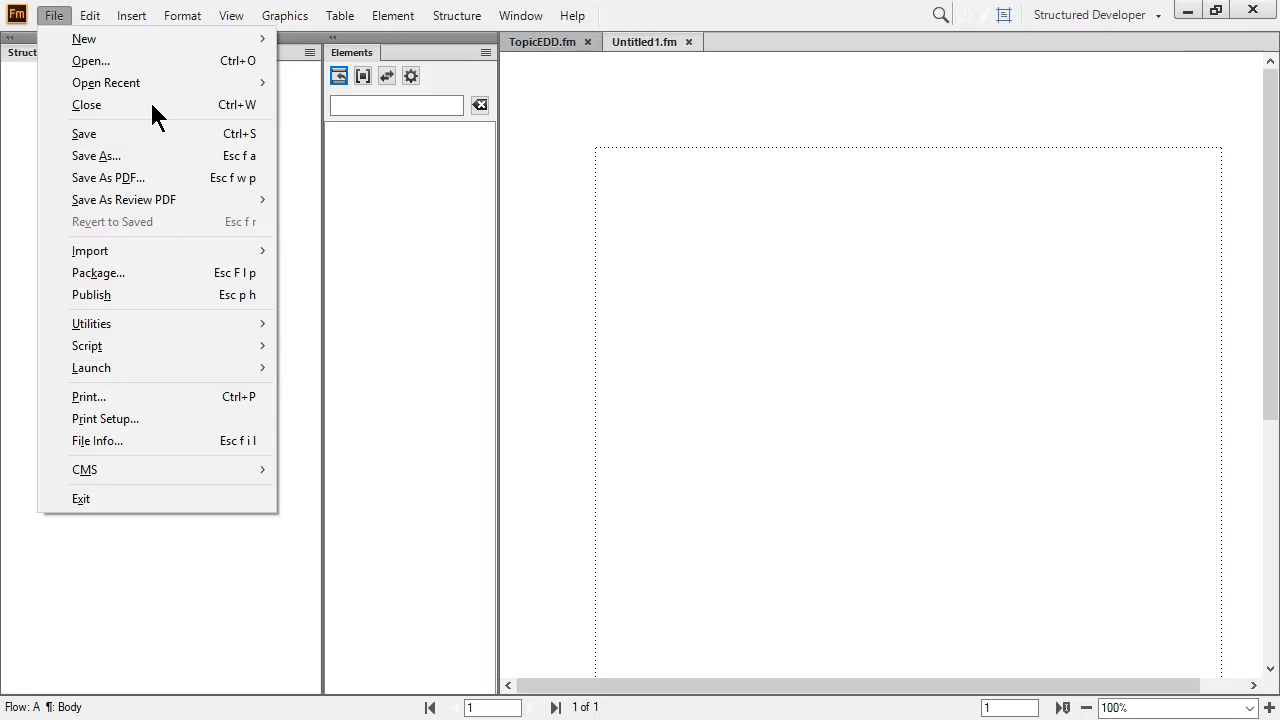 Fm File Edit Insert Format View Graphics Table Element Structure Window Help Structured Developer
Struct
Elements
TopicEDD.fm
Untitled1.fm
New
Open... Ctrl+O
Open Recent
Close Ctrl+W
Save Ctrl+S
Save As... Esc f a
Save As PDF... Esc f w p
Save As Review PDF
Revert to Saved Esc f r
Import
Package... Esc F l p
Publish Esc p h
Utilities
Script
Launch
Print... Ctrl+P
Print Setup...
File Info... Esc f i I
CMS
Exit
Flow: A ¶: Body 1 1 of 1 1 100%